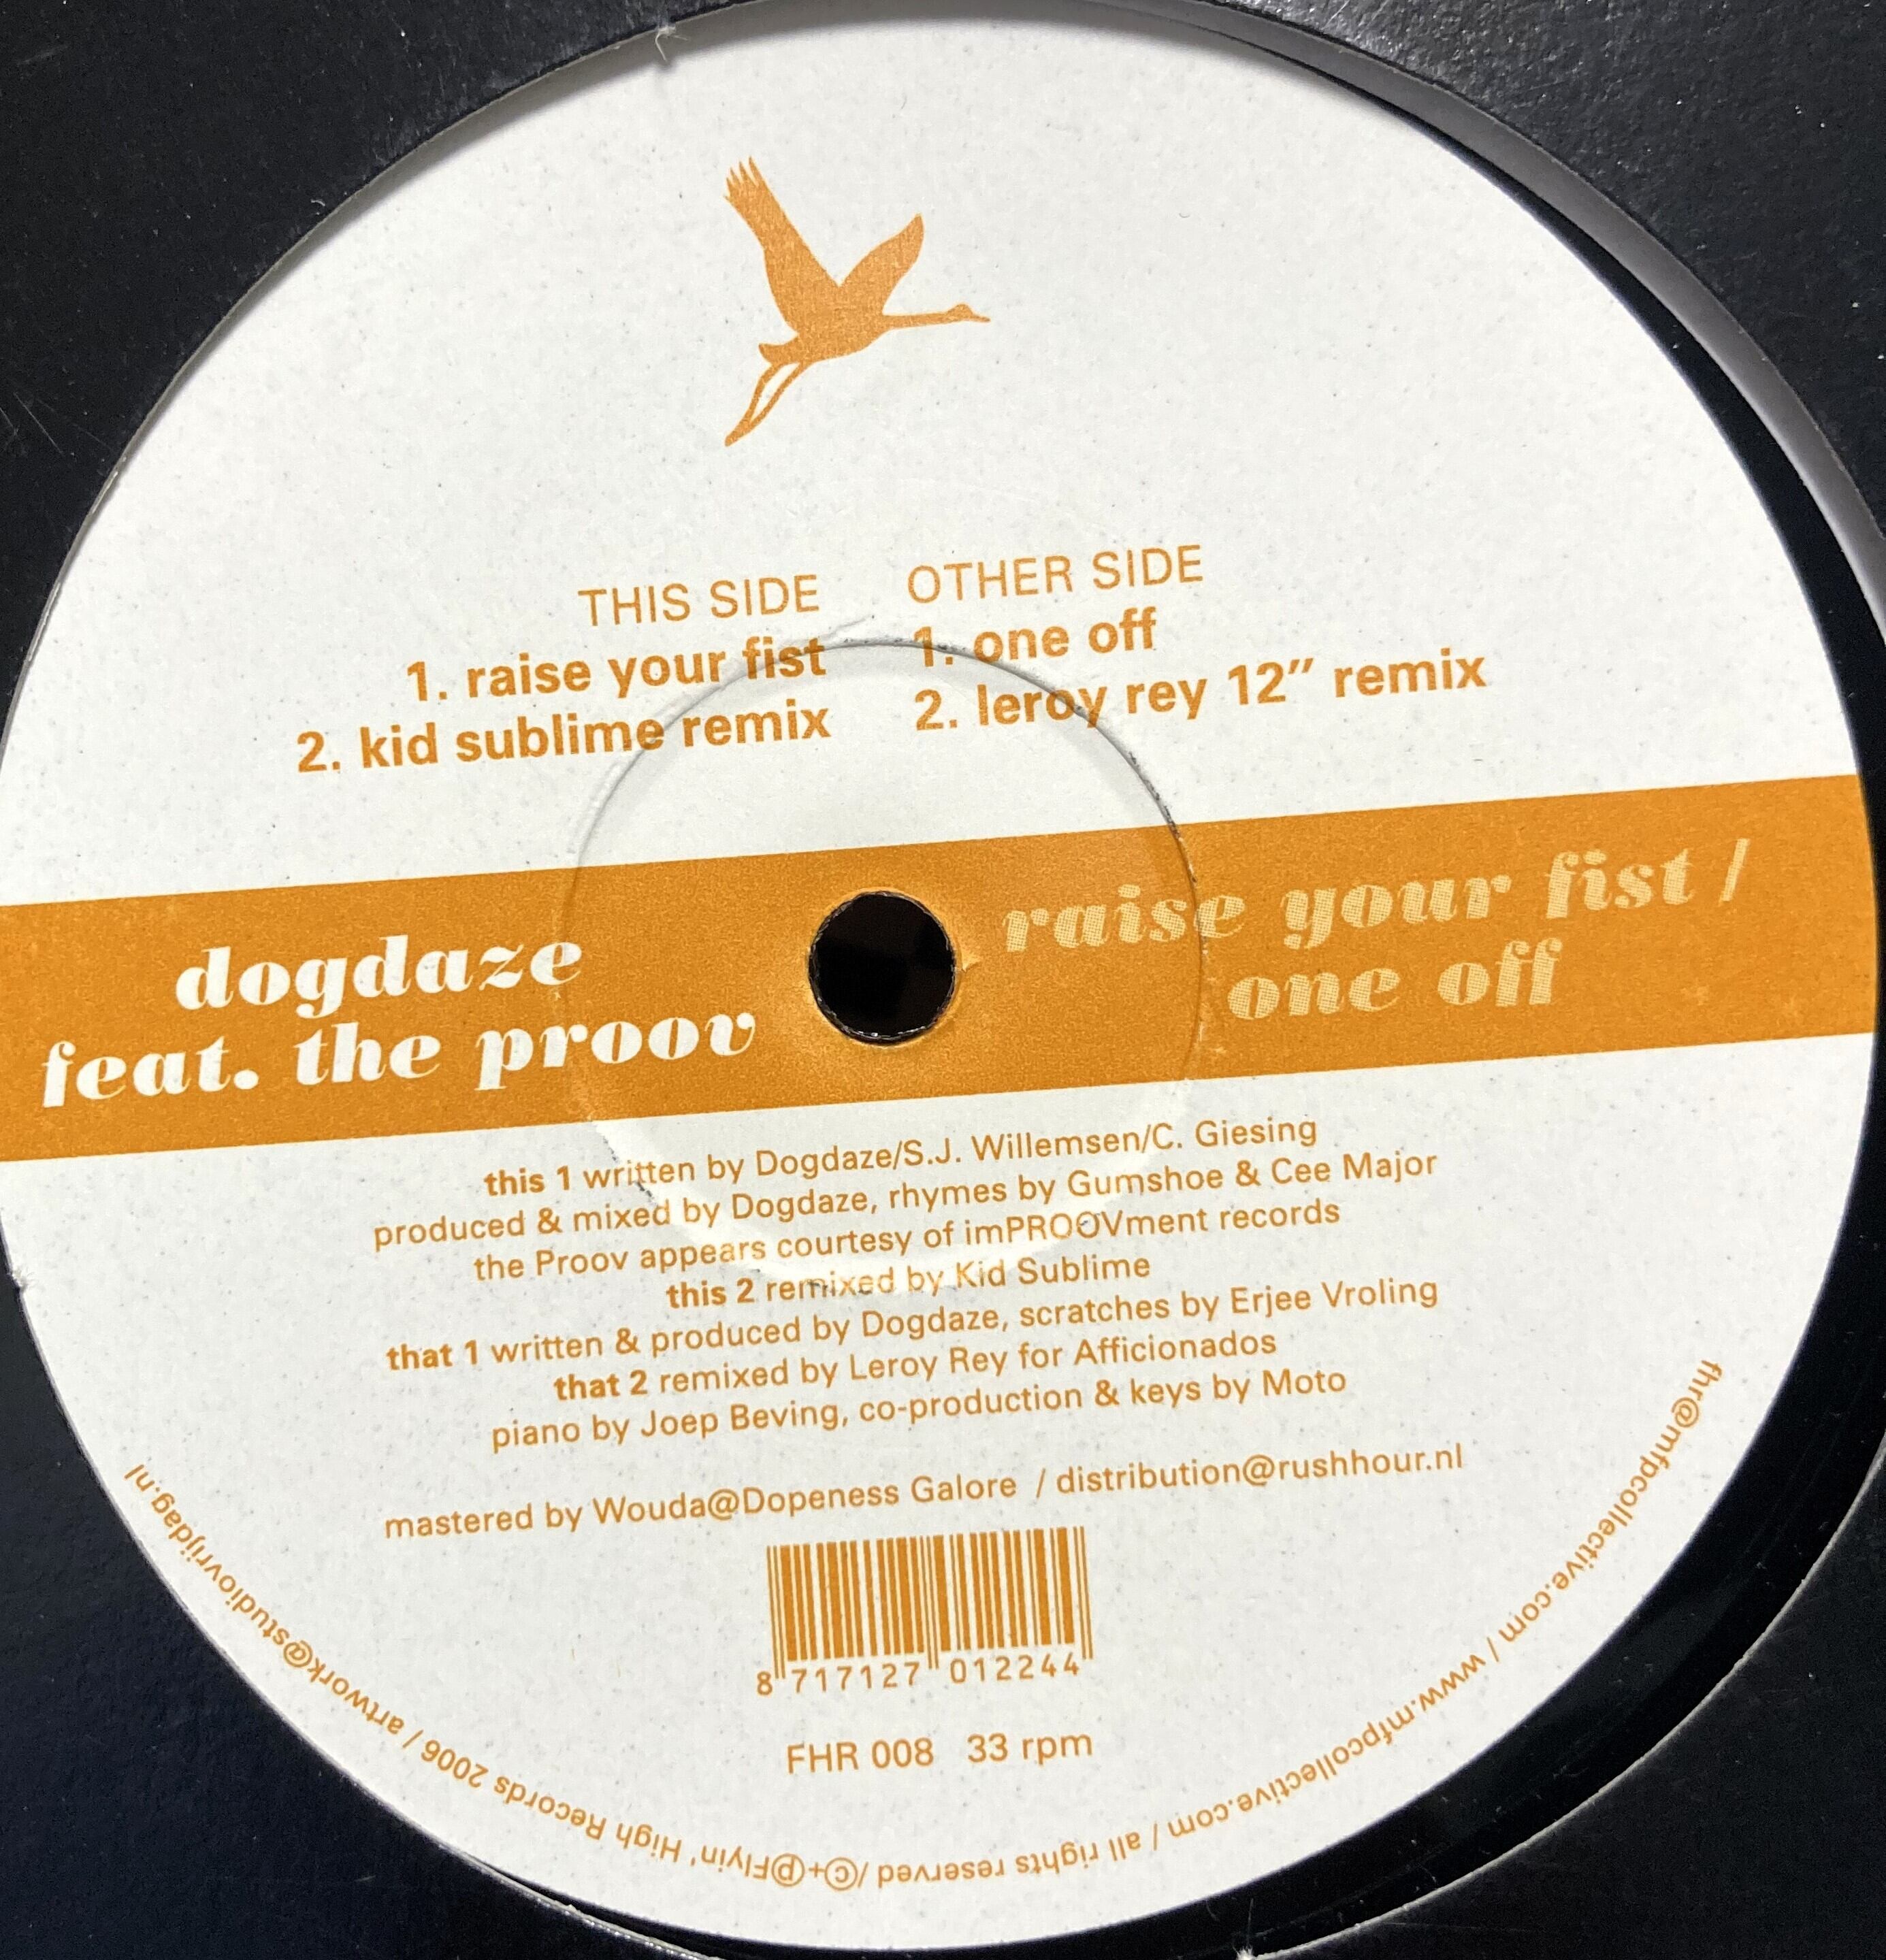 THIS SIDE
1. raise your fist
2. kid sublime remix
OTHER SIDE
1. one off
2. leroy rey 12” remix
dogdaze
feat. the proov
raise your fist /
one off
this 1 written by Dogdaze/S.J. Willemsen/C. Giesing
produced & mixed by Dogdaze, rhymes by Gumshoe & Cee Major
the Proov appears courtesy of imPROOVment records
this 2 remixed by Kid Sublime
that 1 written & produced by Dogdaze, scratches by Erjee Vroling
that 2 remixed by Leroy Rey for Afficionados
piano by Joep Beving, co-production & keys by Moto
mastered by Wouda@Dopeness Galore / distribution@rushhour.nl
8 717127 012244
FHR 008 33 rpm
fhr@mfpcollective.com / www.mfpcollective.com / all rights reserved /©+℗Flyin' High Records 2006 / artwork@studiovrijdag.nl